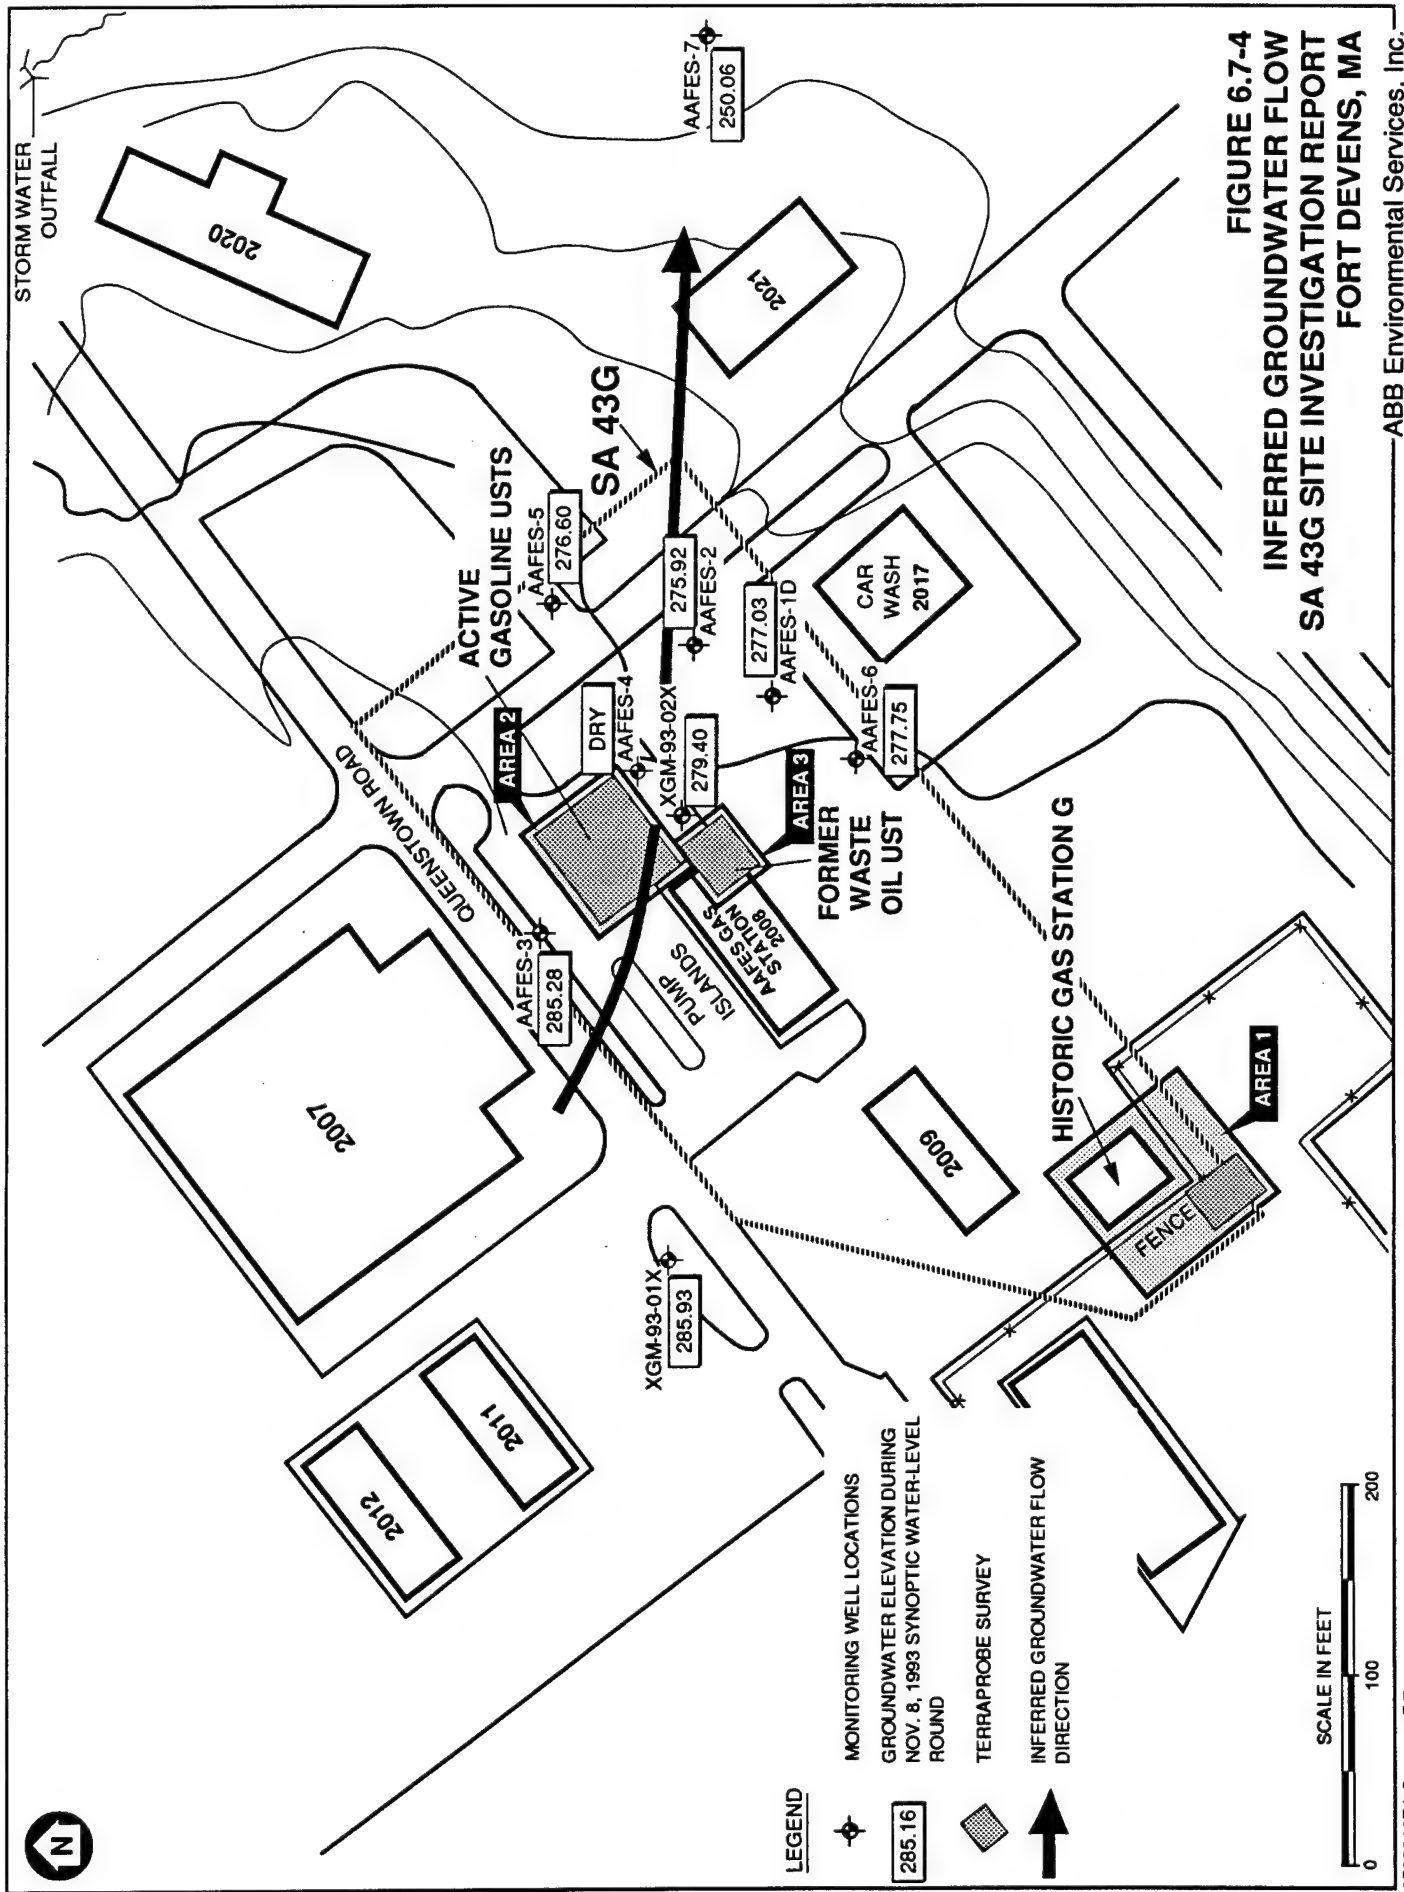 STORM WATER
OUTFALL
2020
AAFES-7
250.06
2021
SA 43G
ACTIVE
GASOLINE USTS
AAFES-5
276.60
275.92
AAFES-2
277.03
AAFES-1D
CAR
WASH
2017
AREA 2
DRY
AAFES-4
XGM-93-02X
279.40
AAFES-6
277.75
AREA 3
FORMER
WASTE
OIL UST
QUEENSTOWN ROAD
AAFES-3
285.28
PUMP
ISLANDS
AAFES GAS
STATION
2008
2007
2009
HISTORIC GAS STATION G
AREA 1
FENCE
XGM-93-01X
285.93
2011
2012
N
LEGEND
MONITORING WELL LOCATIONS
285.16
GROUNDWATER ELEVATION DURING
NOV. 8, 1993 SYNOPTIC WATER-LEVEL
ROUND
TERRAPROBE SURVEY
INFERRED GROUNDWATER FLOW
DIRECTION
SCALE IN FEET
0 100 200
FIGURE 6.7-4
INFERRED GROUNDWATER FLOW
SA 43G SITE INVESTIGATION REPORT
FORT DEVENS, MA
ABB Environmental Services, Inc.